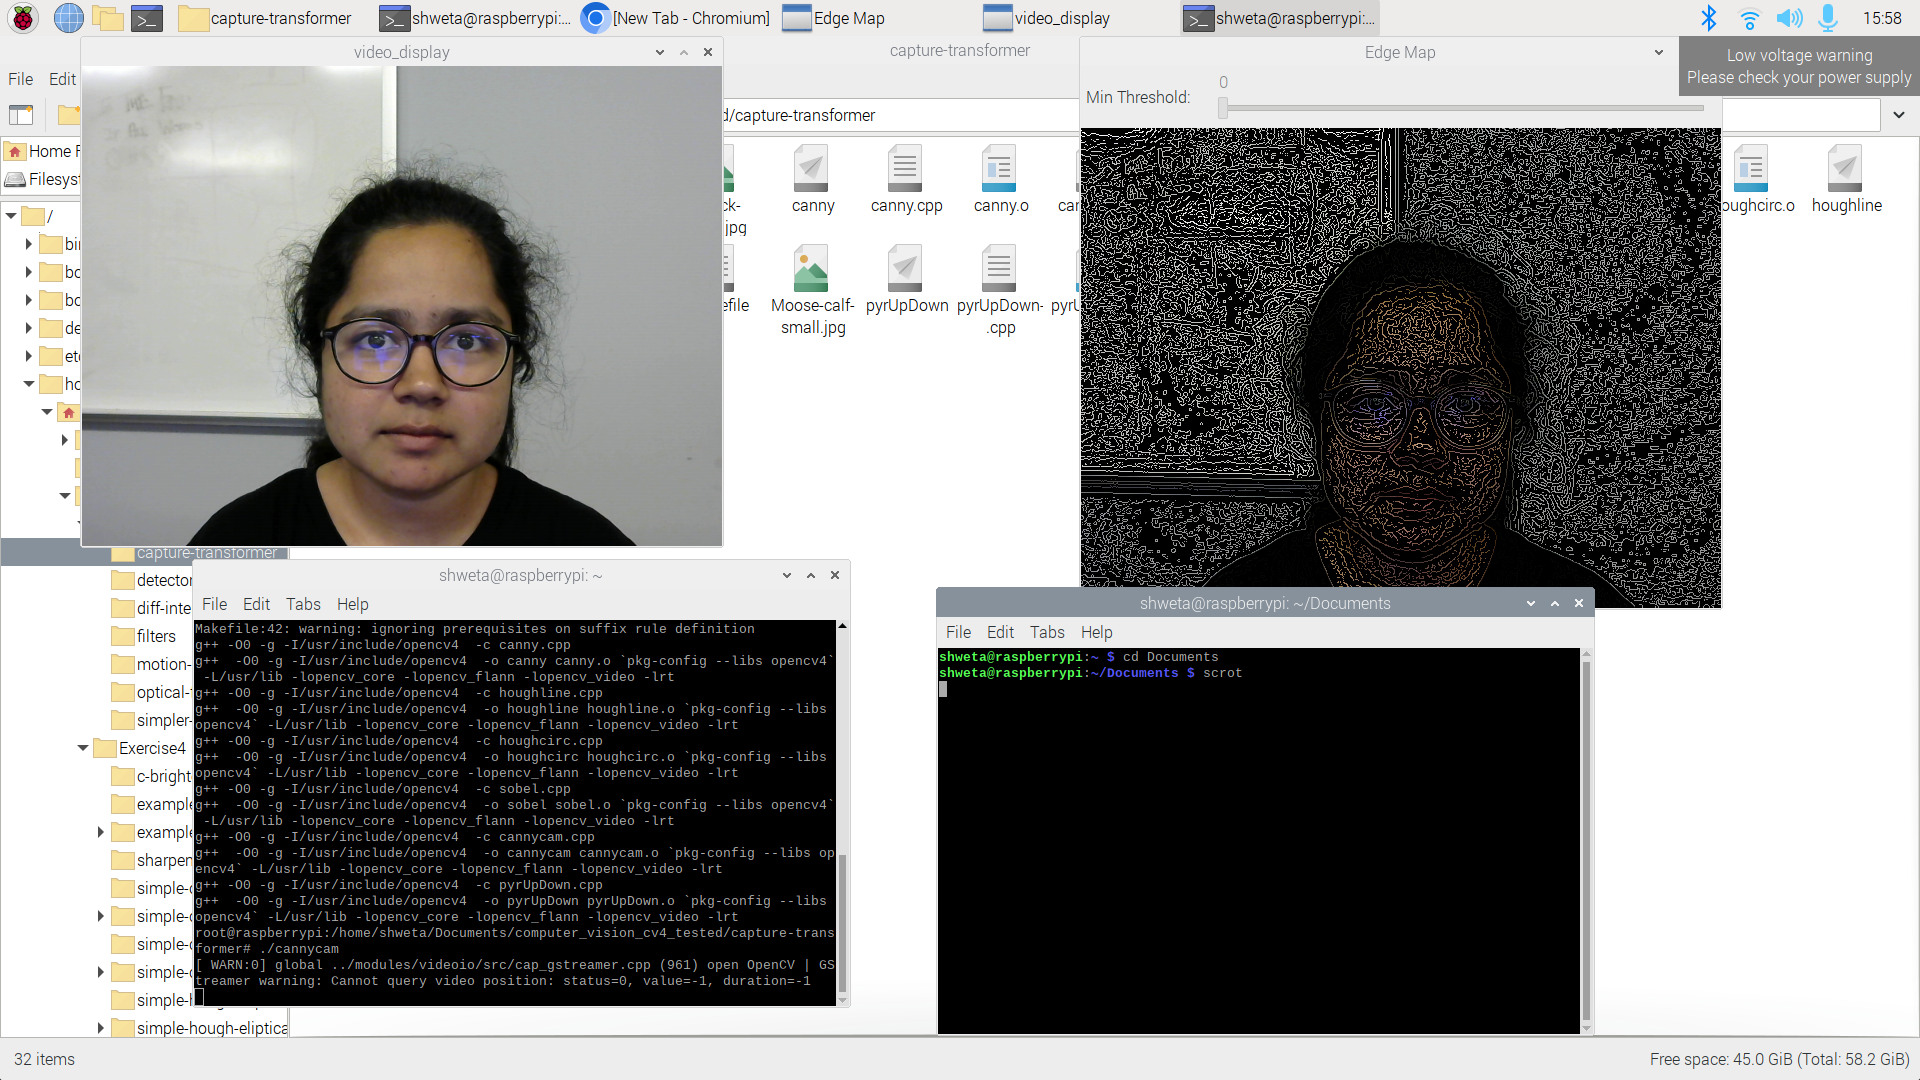 capture-transformer
shweta@raspberrypi:...
[New Tab - Chromium]
Edge Map
video_display
shweta@raspberrypi:...
15:58
video_display
capture-transformer
Edge Map
Low voltage warning
Please check your power supply
File Edit
Min Threshold:
0
d/capture-transformer
Home F
Filesyst
/
bin
bo
bo
de
etc
ho
ck-
.jpg
canny
canny.cpp
canny.o
can
oughcirc.o
houghline
efile
Moose-calf-
small.jpg
pyrUpDown
pyrUpDown-
.cpp
pyrU
capture-transformer
detector
diff-inte
filters
motion-
optical-
simpler-
Exercise4
c-bright
example
example
sharpen
simple-c
simple-c
simple-c
simple-c
simple-h
simple-hough-eliptica
shweta@raspberrypi: ~
File Edit Tabs Help
Makefile:42: warning: ignoring prerequisites on suffix rule definition
g++ -O0 -g -I/usr/include/opencv4  -c canny.cpp
g++  -O0 -g -I/usr/include/opencv4  -o canny canny.o `pkg-config --libs opencv4`
 -L/usr/lib -lopencv_core -lopencv_flann -lopencv_video -lrt
g++ -O0 -g -I/usr/include/opencv4  -c houghline.cpp
g++  -O0 -g -I/usr/include/opencv4  -o houghline houghline.o `pkg-config --libs
opencv4` -L/usr/lib -lopencv_core -lopencv_flann -lopencv_video -lrt
g++ -O0 -g -I/usr/include/opencv4  -c houghcirc.cpp
g++  -O0 -g -I/usr/include/opencv4  -o houghcirc houghcirc.o `pkg-config --libs
opencv4` -L/usr/lib -lopencv_core -lopencv_flann -lopencv_video -lrt
g++ -O0 -g -I/usr/include/opencv4  -c sobel.cpp
g++  -O0 -g -I/usr/include/opencv4  -o sobel sobel.o `pkg-config --libs opencv4`
 -L/usr/lib -lopencv_core -lopencv_flann -lopencv_video -lrt
g++ -O0 -g -I/usr/include/opencv4  -c cannycam.cpp
g++  -O0 -g -I/usr/include/opencv4  -o cannycam cannycam.o `pkg-config --libs op
encv4` -L/usr/lib -lopencv_core -lopencv_flann -lopencv_video -lrt
g++ -O0 -g -I/usr/include/opencv4  -c pyrUpDown.cpp
g++  -O0 -g -I/usr/include/opencv4  -o pyrUpDown pyrUpDown.o `pkg-config --libs
opencv4` -L/usr/lib -lopencv_core -lopencv_flann -lopencv_video -lrt
root@raspberrypi:/home/shweta/Documents/computer_vision_cv4_tested/capture-trans
former# ./cannycam
[ WARN:0] global ../modules/videoio/src/cap_gstreamer.cpp (961) open OpenCV | GS
treamer warning: Cannot query video position: status=0, value=-1, duration=-1
shweta@raspberrypi: ~/Documents
File Edit Tabs Help
shweta@raspberrypi:~ $ cd Documents
shweta@raspberrypi:~/Documents $ scrot
32 items
Free space: 45.0 GiB (Total: 58.2 GiB)